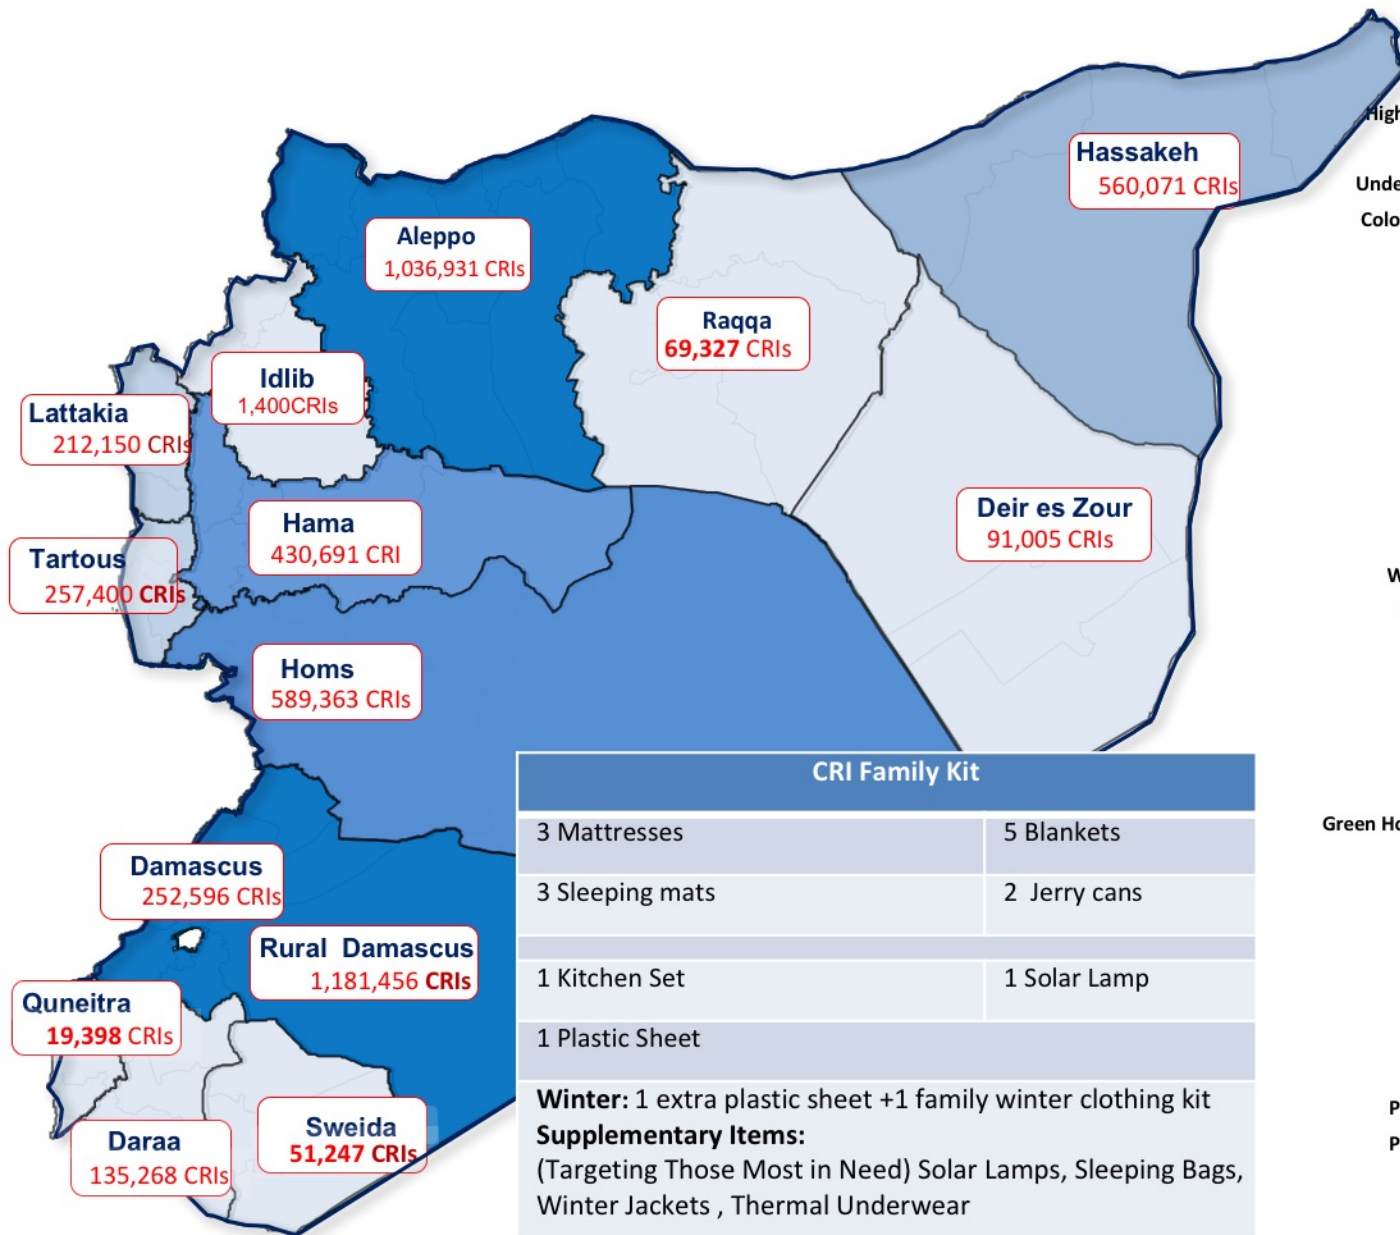 Hassakeh
560,071 CRIs
High
Unde
Colo
Aleppo
1,036,931 CRIs
Raqqa
69,327 CRIs
Idlib
1,400CRIs
Lattakia
212,150 CRIs
Hama
430,691 CRI
Deir es Zour
91,005 CRIs
Tartous
257,400 CRIs
W
Homs
589,363 CRIs
CRI Family Kit
3 Mattresses
5 Blankets
3 Sleeping mats
2 Jerry cans
1 Kitchen Set
1 Solar Lamp
1 Plastic Sheet
Winter: 1 extra plastic sheet +1 family winter clothing kit
Supplementary Items:
(Targeting Those Most in Need) Solar Lamps, Sleeping Bags,
Winter Jackets , Thermal Underwear
Green Ho
Damascus
252,596 CRIs
Rural Damascus
1,181,456 CRIs
Quneitra
19,398 CRIs
Daraa
135,268 CRIs
Sweida
51,247 CRIs
P
P